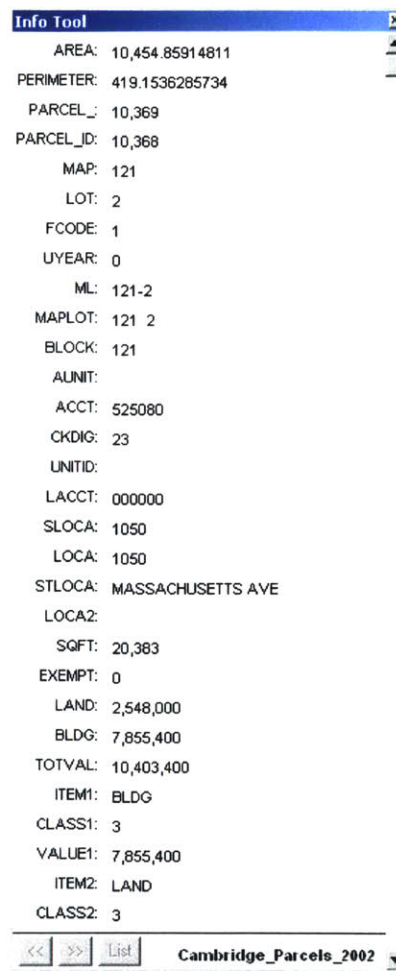 Info Tool
AREA: 10,454.85914811
PERIMETER: 419.1536285734
PARCEL_: 10,369
PARCEL_ID: 10,368
MAP: 121
LOT: 2
FCODE: 1
UYEAR: 0
ML: 121-2
MAPLOT: 121 2
BLOCK: 121
AUNIT:
ACCT: 525080
CKDIG: 23
UNITID:
LACCT: 000000
SLOCA: 1050
LOCA: 1050
STLOCA: MASSACHUSETTS AVE
LOCA2:
SQFT: 20,383
EXEMPT: 0
LAND: 2,548,000
BLDG: 7,855,400
TOTVAL: 10,403,400
ITEM1: BLDG
CLASS1: 3
VALUE1: 7,855,400
ITEM2: LAND
CLASS2: 3
<< >> List Cambridge_Parcels_2002